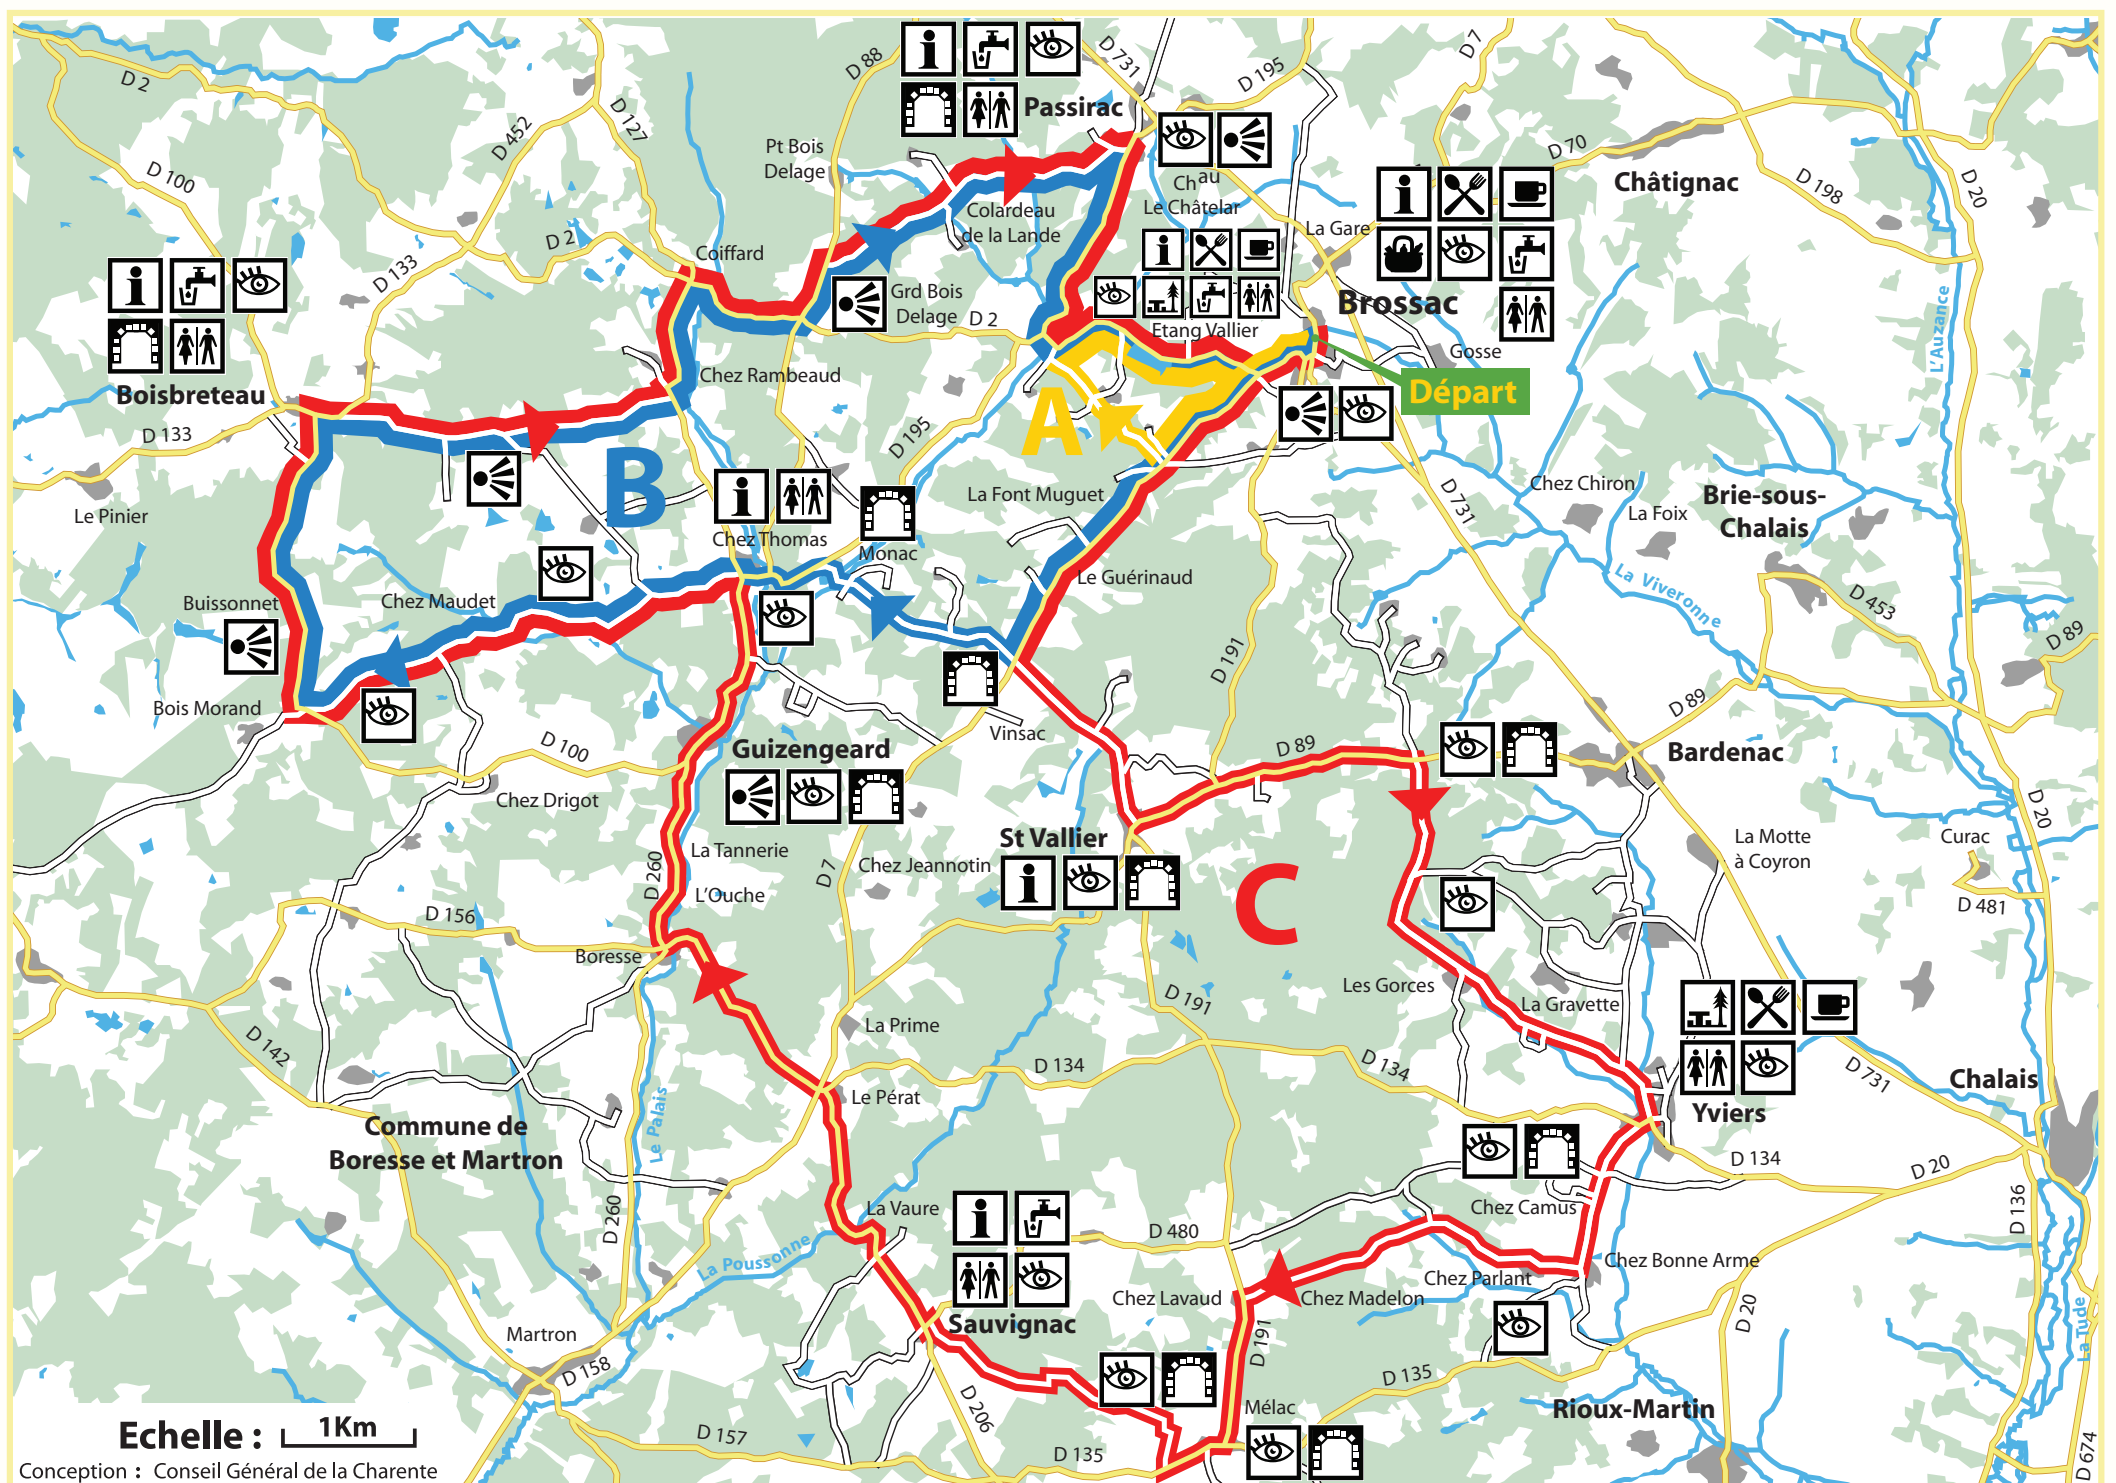 D 2
D 88
D 731
D 195
D 7
D 127
D 452
D 100
Passirac
Pt Bois
Delage
D 70
Châtignac
D 198
D 20
Chau
Le Châtelar
Colardeau
de la Lande
La Gare
D 2
D 133
Coiffard
Grd Bois
Delage
D 2
Etang Vallier
Brossac
L'Auzance
Gosse
Départ
Boisbreteau
D 133
Chez Rambeaud
A
B
D 195
La Font Muguet
Le Pinier
Chez Thomas
Monac
D 731
Chez Chiron
La Foix
Brie-sous-
Chalais
Le Guérinaud
La Viveronne
D 453
D 89
Buissonnet
Chez Maudet
D 191
Bois Morand
D 89
Vinsac
D 100
Guizengeard
D 89
Bardenac
Chez Drigot
D 20
La Motte
à Coyron
Curac
St Vallier
La Tannerie
D 260
L'Ouche
D 7
Chez Jeannotin
C
D 481
D 156
Boresse
Les Gorces
La Gravette
D 191
La Prime
D 142
D 134
D 134
D 731
Chalais
Le Pérat
Yviers
Commune de
Boresse et Martron
Le Palais
D 134
D 20
D 136
La Vaure
Chez Camus
D 260
D 480
La Poussonne
Chez Bonne Arme
Chez Parlant
Chez Lavaud
Chez Madelon
Sauvignac
D 191
D 20
La Tude
Martron
D 158
D 135
D 206
Mélac
Rioux-Martin
Echelle : 1Km
D 157
D 135
D 674
Conception : Conseil Général de la Charente